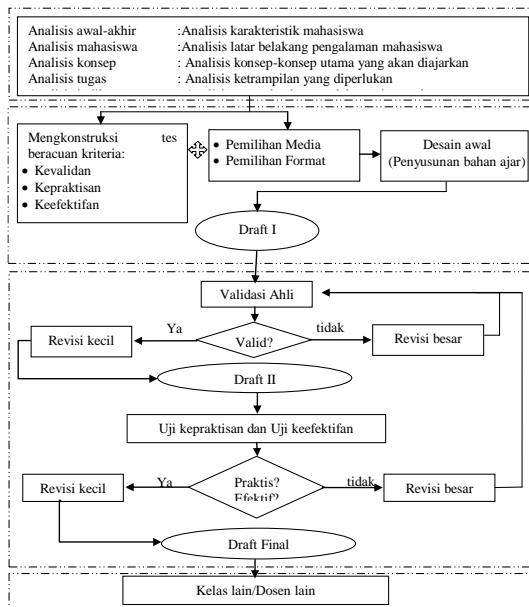 Analisis awal-akhir :Analisis karakteristik mahasiswa
Analisis mahasiswa :Analisis latar belakang pengalaman mahasiswa
Analisis konsep : Analisis konsep-konsep utama yang akan diajarkan
Analisis tugas : Analisis ketrampilan yang diperlukan
Mengkonstruksi tes
beracuan kriteria:
• Kevalidan
• Kepraktisan
• Keefektifan
• Pemilihan Media
• Pemilihan Format
Desain awal
(Penyusunan bahan ajar)
Draft I
Validasi Ahli
Revisi kecil
Ya
Valid?
tidak
Revisi besar
Draft II
Uji kepraktisan dan Uji keefektifan
Revisi kecil
Ya
Praktis?
Efektif?
tidak
Revisi besar
Draft Final
Kelas lain/Dosen lain